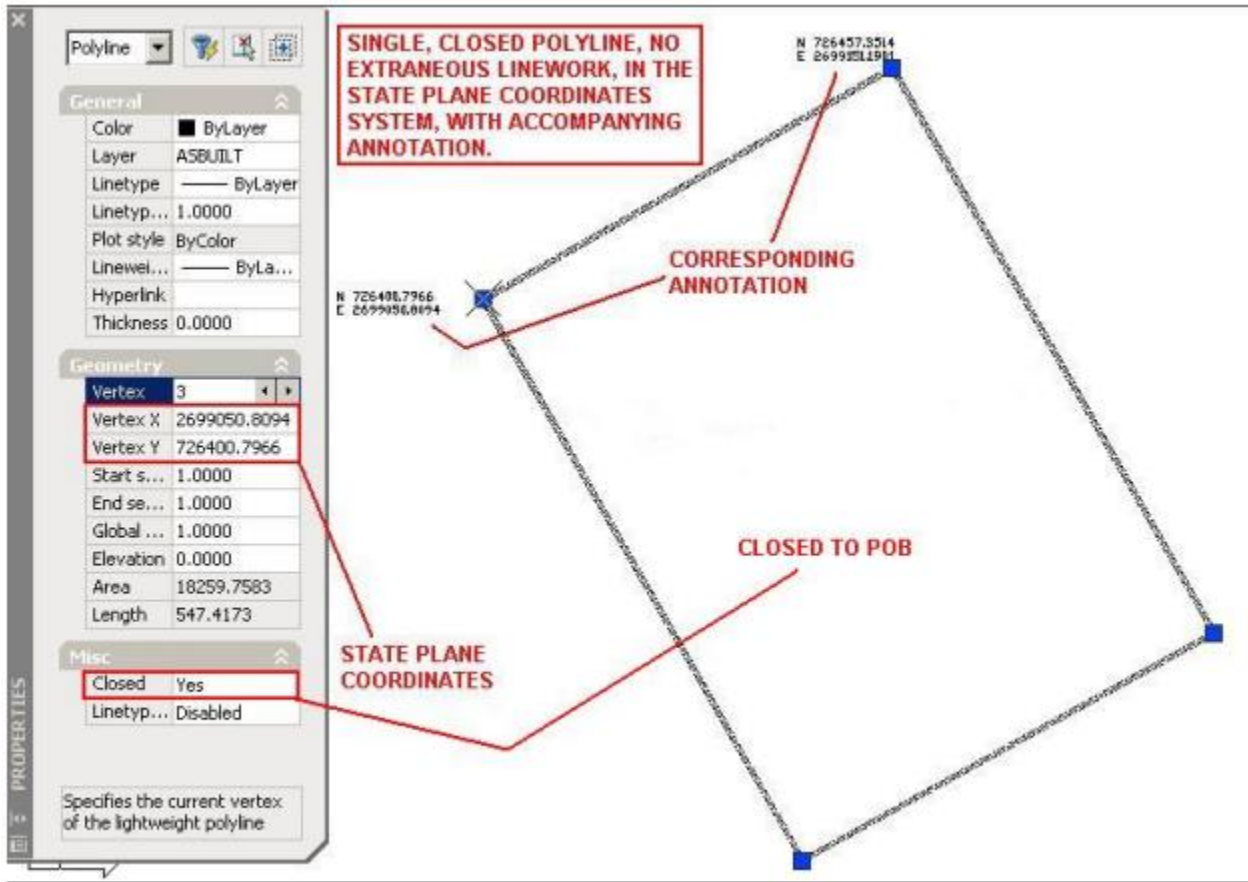 Polyline
General
Color ByLayer
Layer ASBUILT
Linetype ByLayer
Linetyp... 1.0000
Plot style ByColor
Linewei... ByLa...
Hyperlink
Thickness 0.0000
Geometry
Vertex 3
Vertex X 2699050.8094
Vertex Y 726400.7966
Start s... 1.0000
End se... 1.0000
Global ... 1.0000
Elevation 0.0000
Area 18259.7583
Length 547.4173
Misc
Closed Yes
Linetyp... Disabled
Specifies the current vertex
of the lightweight polyline
PROPERTIES
SINGLE, CLOSED POLYLINE, NO
EXTRANEOUS LINEWORK, IN THE
STATE PLANE COORDINATES
SYSTEM, WITH ACCOMPANYING
ANNOTATION.
N 726457.3514
E
CORRESPONDING
ANNOTATION
N 726400.7966
E 2699050.8094
CLOSED TO POB
STATE PLANE
COORDINATES